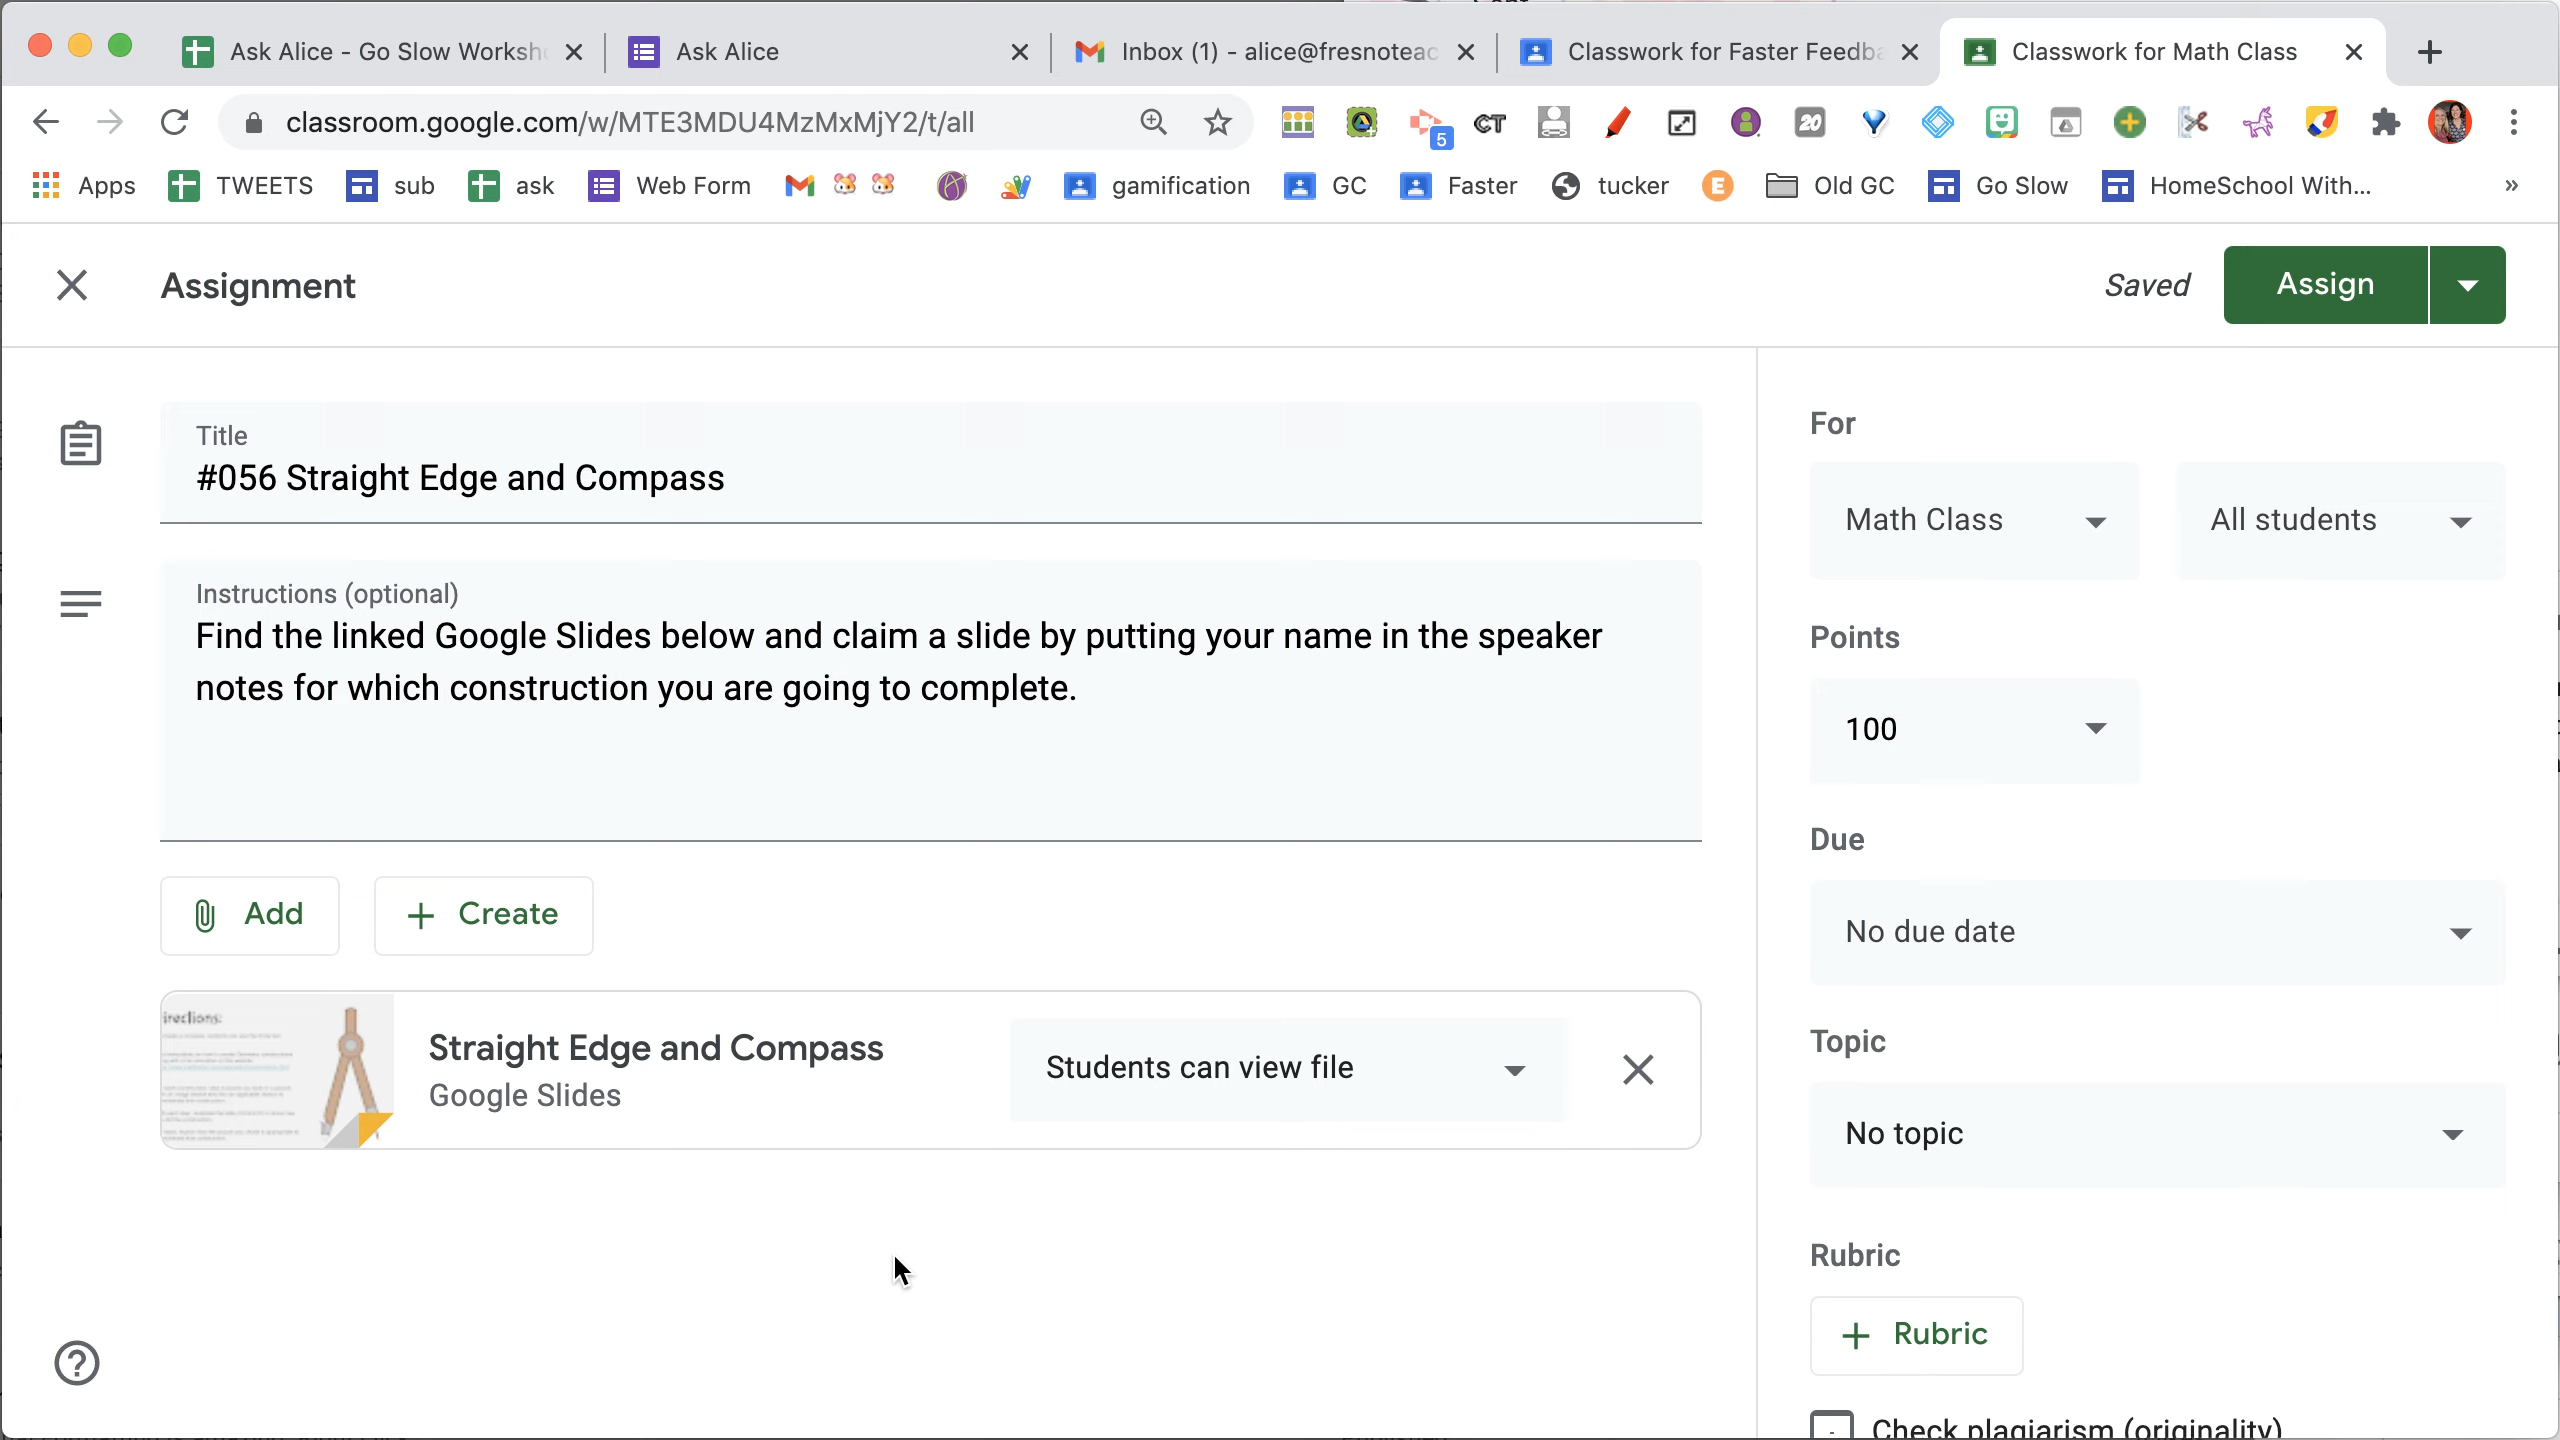 Ask Alice - Go Slow Worksh
Ask Alice
Inbox (1) - alice@fresnoteac
Classwork for Faster Feedba
Classwork for Math Class
classroom.google.com/w/MTE3MDU4MzMxMjY2/t/all
5
CT
20
Apps
TWEETS
sub
ask
Web Form
gamification
GC
Faster
tucker
E
Old GC
Go Slow
HomeSchool With...
»
Assignment
Saved
Assign
Title
#056 Straight Edge and Compass
Instructions (optional)
Find the linked Google Slides below and claim a slide by putting your name in the speaker
notes for which construction you are going to complete.
Add
Create
irections:
Straight Edge and Compass
Google Slides
Students can view file
For
Math Class
All students
Points
100
Due
No due date
Topic
No topic
Rubric
Rubric
Check plagiarism (originality)